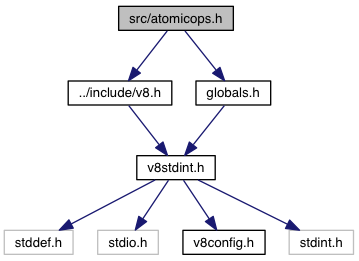 src/atomicops.h
../include/v8.h
globals.h
v8stdint.h
stddef.h
stdio.h
v8config.h
stdint.h